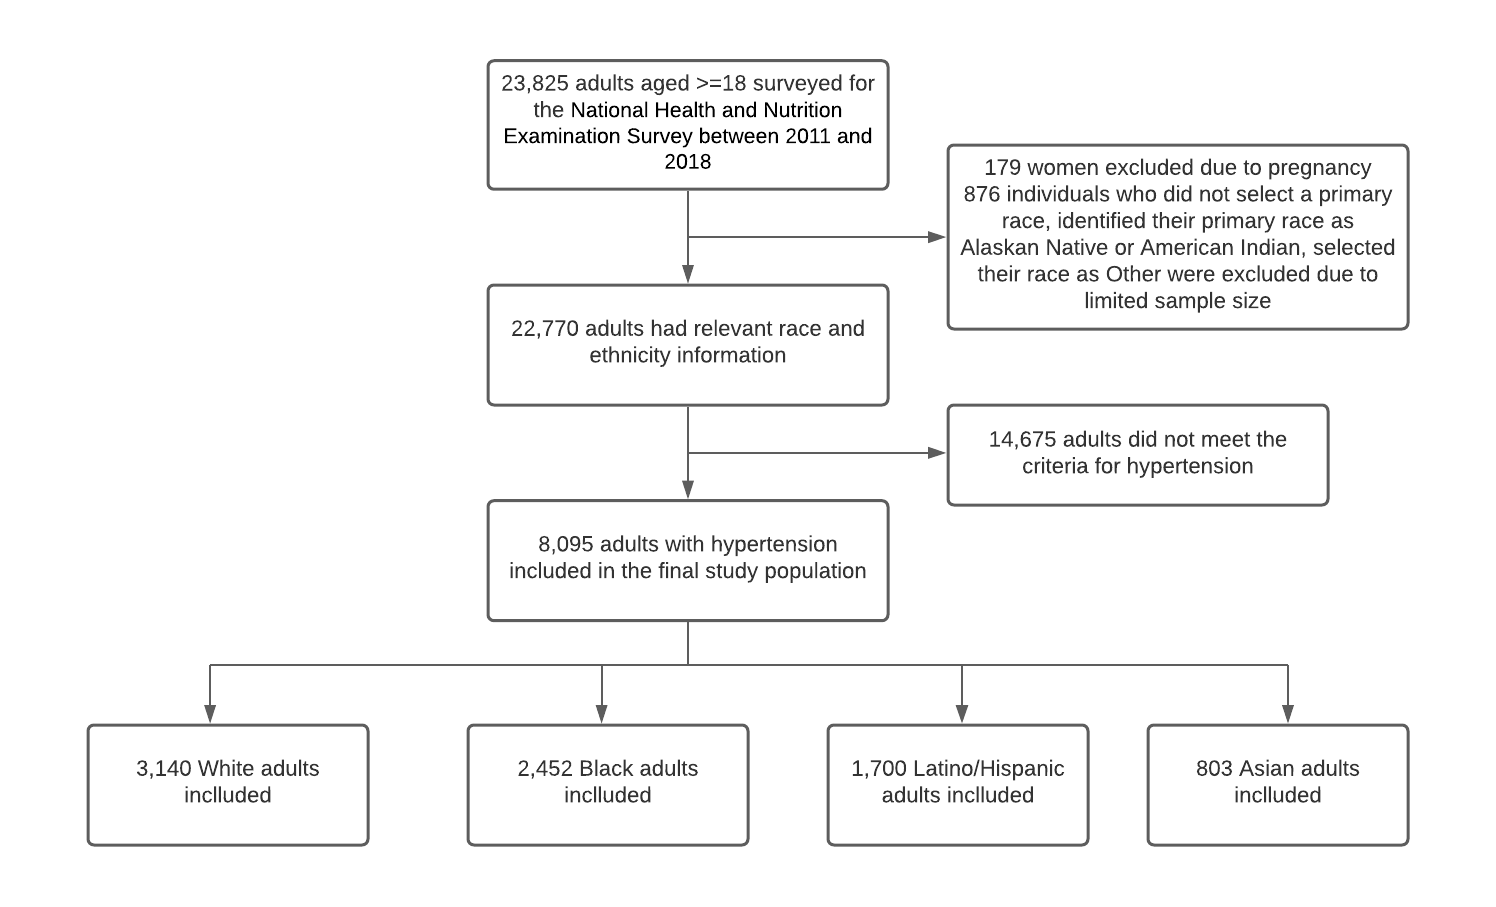 23,825 adults aged >=18 surveyed for
the National Health and Nutrition
Examination Survey between 2011 and
2018
179 women excluded due to pregnancy
876 individuals who did not select a primary
race, identified their primary race as
Alaskan Native or American Indian, selected
their race as Other were excluded due to
limited sample size
22,770 adults had relevant race and
ethnicity information
14,675 adults did not meet the
criteria for hypertension
8,095 adults with hypertension
included in the final study population
3,140 White adults
inclluded
2,452 Black adults
inclluded
1,700 Latino/Hispanic
adults inclluded
803 Asian adults
inclluded